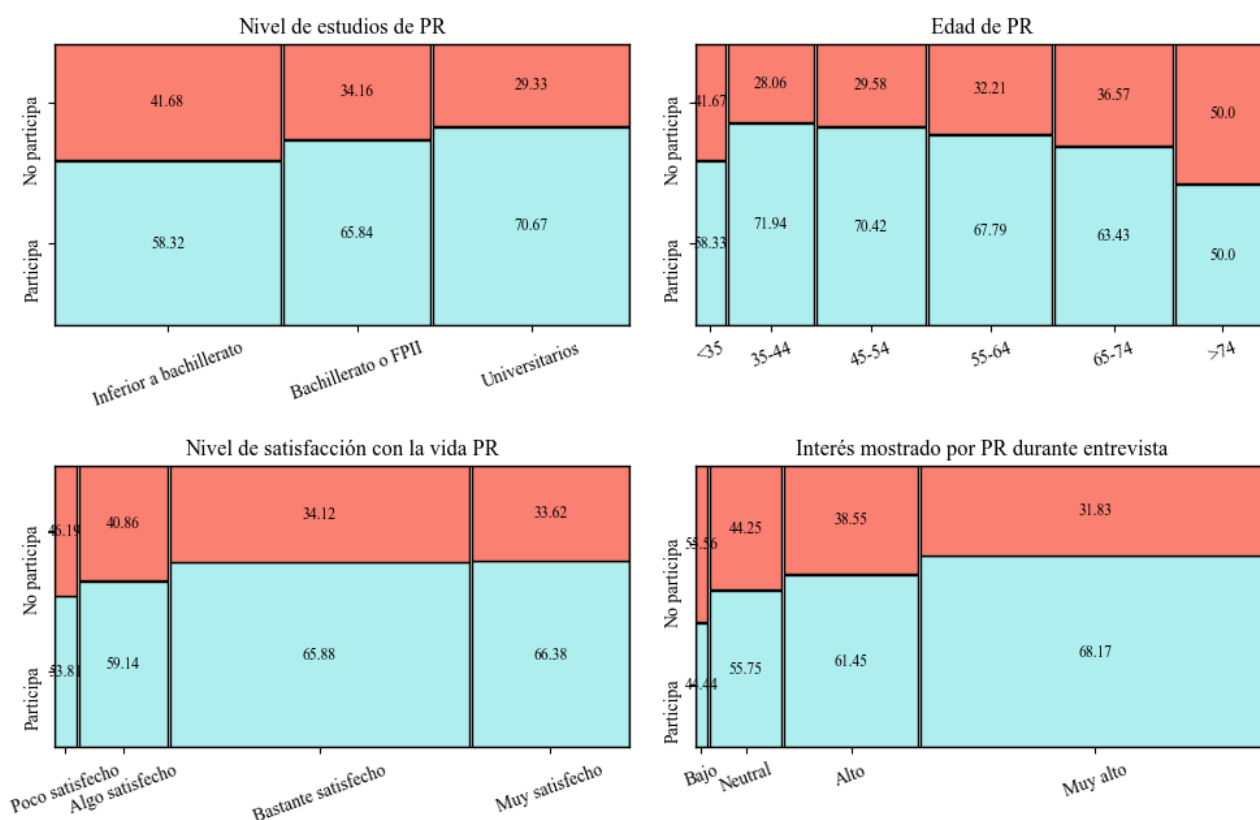 Nivel de estudios de PR
No participa
Participa
41.68
34.16
29.33
58.32
65.84
70.67
Inferior a bachillerato
Bachillerato o FPII
Universitarios
Edad de PR
No participa
Participa
41.67
28.06
29.58
32.21
36.57
50.0
58.33
71.94
70.42
67.79
63.43
50.0
<35
35-44
45-54
55-64
65-74
>74
Nivel de satisfacción con la vida PR
No participa
Participa
46.19
40.86
34.12
33.62
53.81
59.14
65.88
66.38
Poco satisfecho
Algo satisfecho
Bastante satisfecho
Muy satisfecho
Interés mostrado por PR durante entrevista
No participa
Participa
55.56
44.25
38.55
31.83
44.44
55.75
61.45
68.17
Bajo
Neutral
Alto
Muy alto